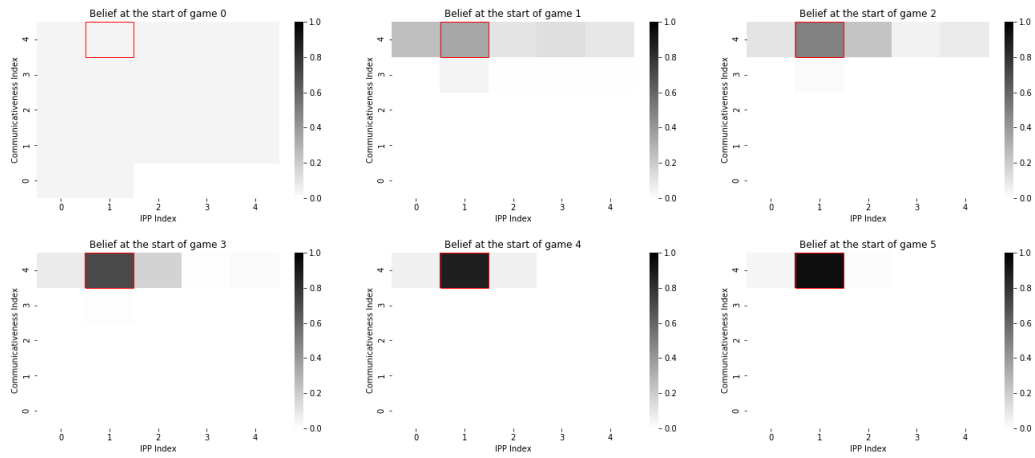 Belief at the start of game 0
Communicativeness Index
4
3
2
1
0
0 1 2 3 4
IPP Index
1.0
0.8
0.6
0.4
0.2
0.0
Belief at the start of game 1
Communicativeness Index
4
3
2
1
0
0 1 2 3 4
IPP Index
1.0
0.8
0.6
0.4
0.2
0.0
Belief at the start of game 2
Communicativeness Index
4
3
2
1
0
0 1 2 3 4
IPP Index
1.0
0.8
0.6
0.4
0.2
0.0
Belief at the start of game 3
Communicativeness Index
4
3
2
1
0
0 1 2 3 4
IPP Index
1.0
0.8
0.6
0.4
0.2
0.0
Belief at the start of game 4
Communicativeness Index
4
3
2
1
0
0 1 2 3 4
IPP Index
1.0
0.8
0.6
0.4
0.2
0.0
Belief at the start of game 5
Communicativeness Index
4
3
2
1
0
0 1 2 3 4
IPP Index
1.0
0.8
0.6
0.4
0.2
0.0